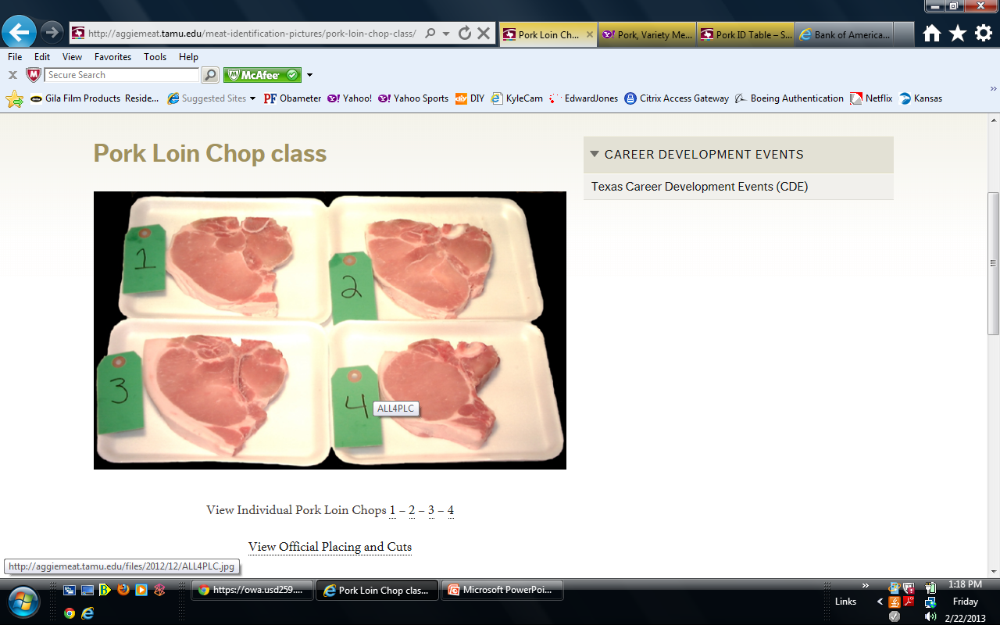 http://aggiemeat.tamu.edu/meat-identification-pictures/pork-loin-chop-class/
Pork Loin Ch...
Pork, Variety Me...
Pork ID Table – S...
Bank of America...
File Edit View Favorites Tools Help
Secure Search
McAfee
Gila Film Products Reside...
Suggested Sites
PF Obameter
Yahoo!
Yahoo Sports
diy DIY
KyleCam
EdwardJones
Citrix Access Gateway
Boeing Authentication
Netflix
Kansas
Pork Loin Chop class
CAREER DEVELOPMENT EVENTS
Texas Career Development Events (CDE)
1
2
3
4
ALL4PLC
View Individual Pork Loin Chops 1 – 2 – 3 – 4
View Official Placing and Cuts
http://aggiemeat.tamu.edu/files/2012/12/ALL4PLC.jpg
https://owa.usd259....
Pork Loin Chop clas...
Microsoft PowerPoi...
Links
1:18 PM
Friday
2/22/2013